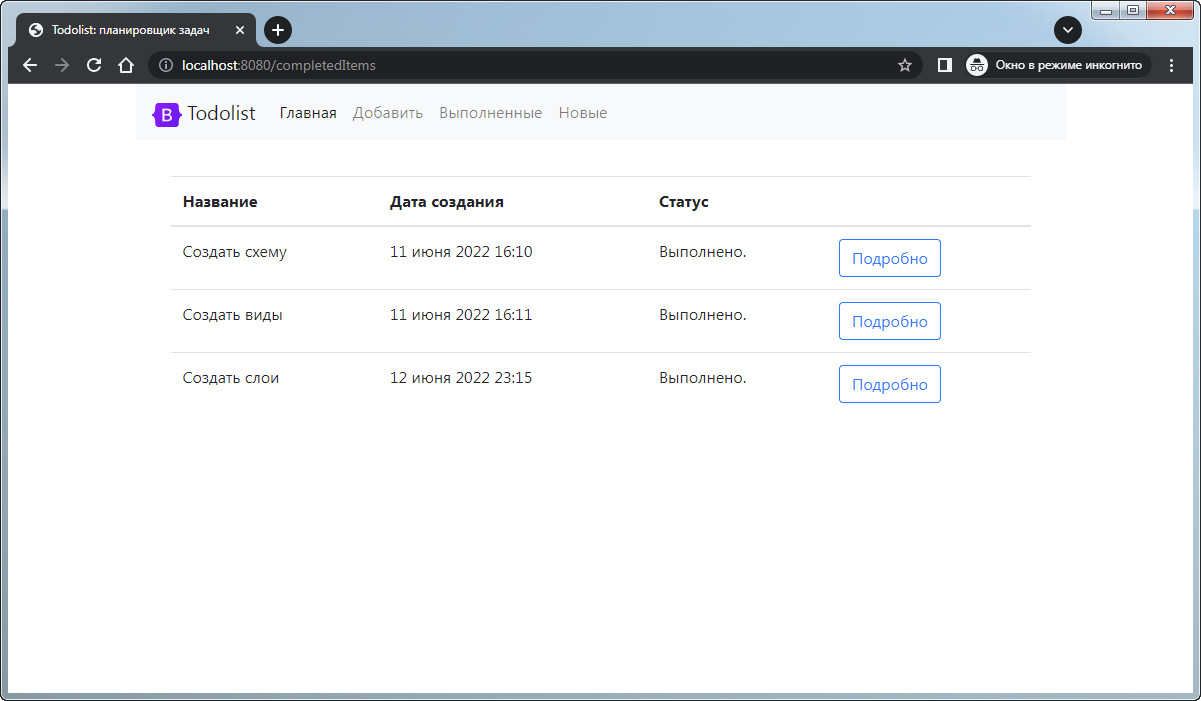 Todolist: планировщик задач
localhost:8080/completedItems
Окно в режиме инкогнито
B Todolist Главная Добавить Выполненные Новые
Название Дата создания Статус
Создать схему 11 июня 2022 16:10 Выполнено. Подробно
Создать виды 11 июня 2022 16:11 Выполнено. Подробно
Создать слои 12 июня 2022 23:15 Выполнено. Подробно